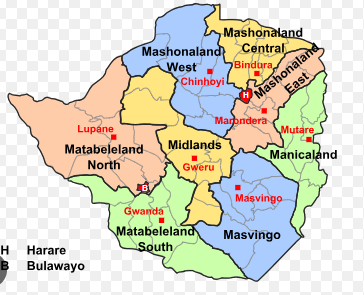 Mashonaland
Central
Mashonaland
West
Bindura
Chinhoyi
Mashonaland
East
H
Marondera
Mutare
Lupane
Midlands
Manicaland
Matabeleland
North
Gweru
B
Masvingo
Gwanda
Matabeleland
South
Masvingo
H Harare
B Bulawayo